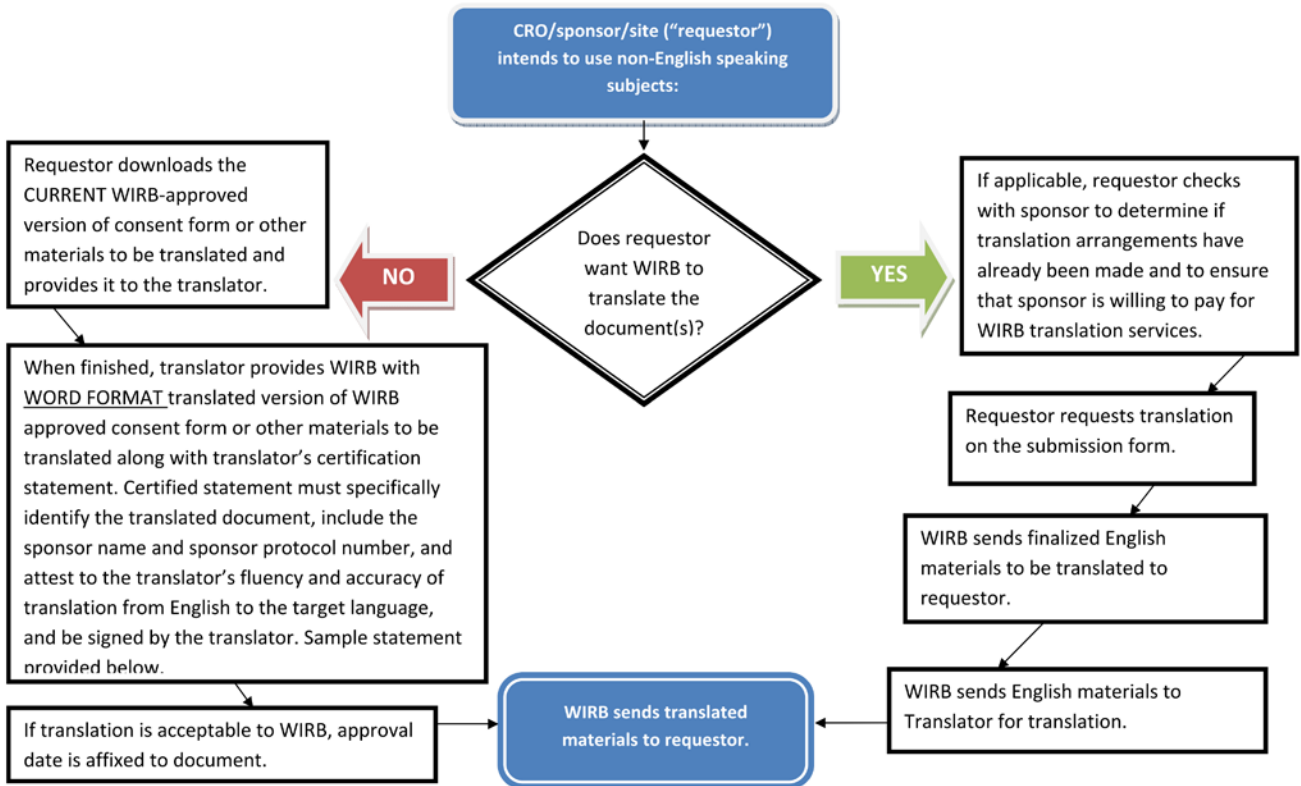 CRO/sponsor/site (“requestor”)
intends to use non-English speaking
subjects:
Does requestor
want WIRB to
translate the
document(s)?
NO
Requestor downloads the
CURRENT WIRB-approved
version of consent form or other
materials to be translated and
provides it to the translator.
When finished, translator provides WIRB with
WORD FORMAT translated version of WIRB
approved consent form or other materials to be
translated along with translator’s certification
statement. Certified statement must specifically
identify the translated document, include the
sponsor name and sponsor protocol number, and
attest to the translator’s fluency and accuracy of
translation from English to the target language,
and be signed by the translator. Sample statement
provided below.
If translation is acceptable to WIRB, approval
date is affixed to document.
YES
If applicable, requestor checks
with sponsor to determine if
translation arrangements have
already been made and to ensure
that sponsor is willing to pay for
WIRB translation services.
Requestor requests translation
on the submission form.
WIRB sends finalized English
materials to be translated to
requestor.
WIRB sends English materials to
Translator for translation.
WIRB sends translated
materials to requestor.